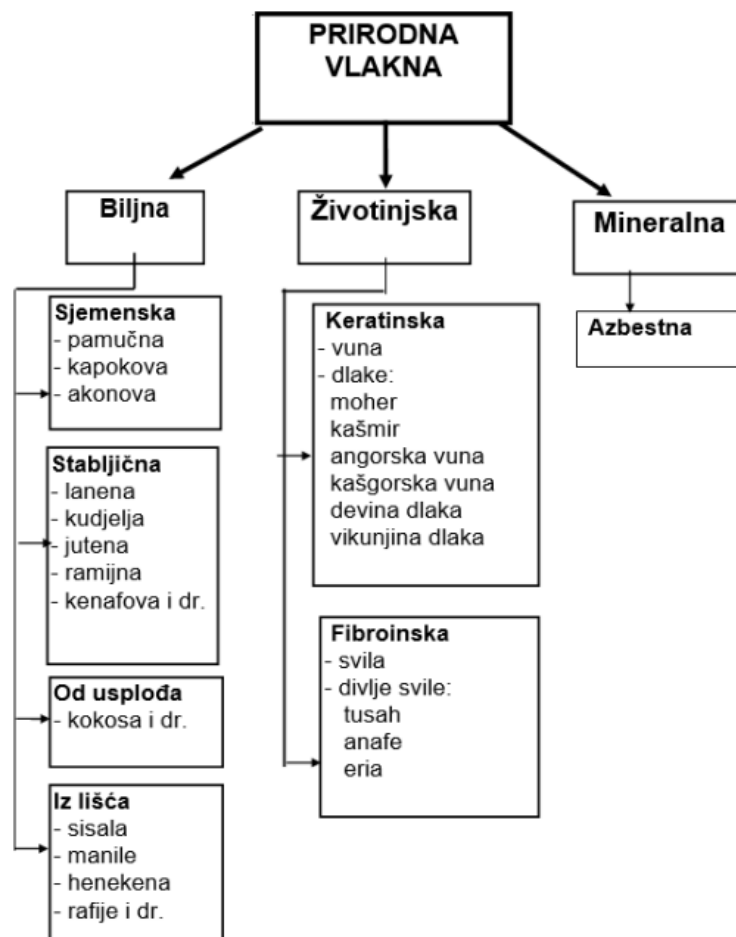 PRIRODNA
VLAKNA
Biljna
Životinjska
Mineralna
Sjemenska
- pamučna
- kapokova
- akonova
Stabljična
- lanena
- kudjelja
- jutena
- ramijna
- kenafova i dr.
Od usplođa
- kokosa i dr.
Iz lišća
- sisala
- manile
- henekena
- rafije i dr.
Keratinska
- vuna
- dlake:
moher
kašmir
angorska vuna
kašgorska vuna
devina dlaka
vikunjina dlaka
Fibroinska
- svila
- divlje svile:
tusah
anafe
eria
Azbestna